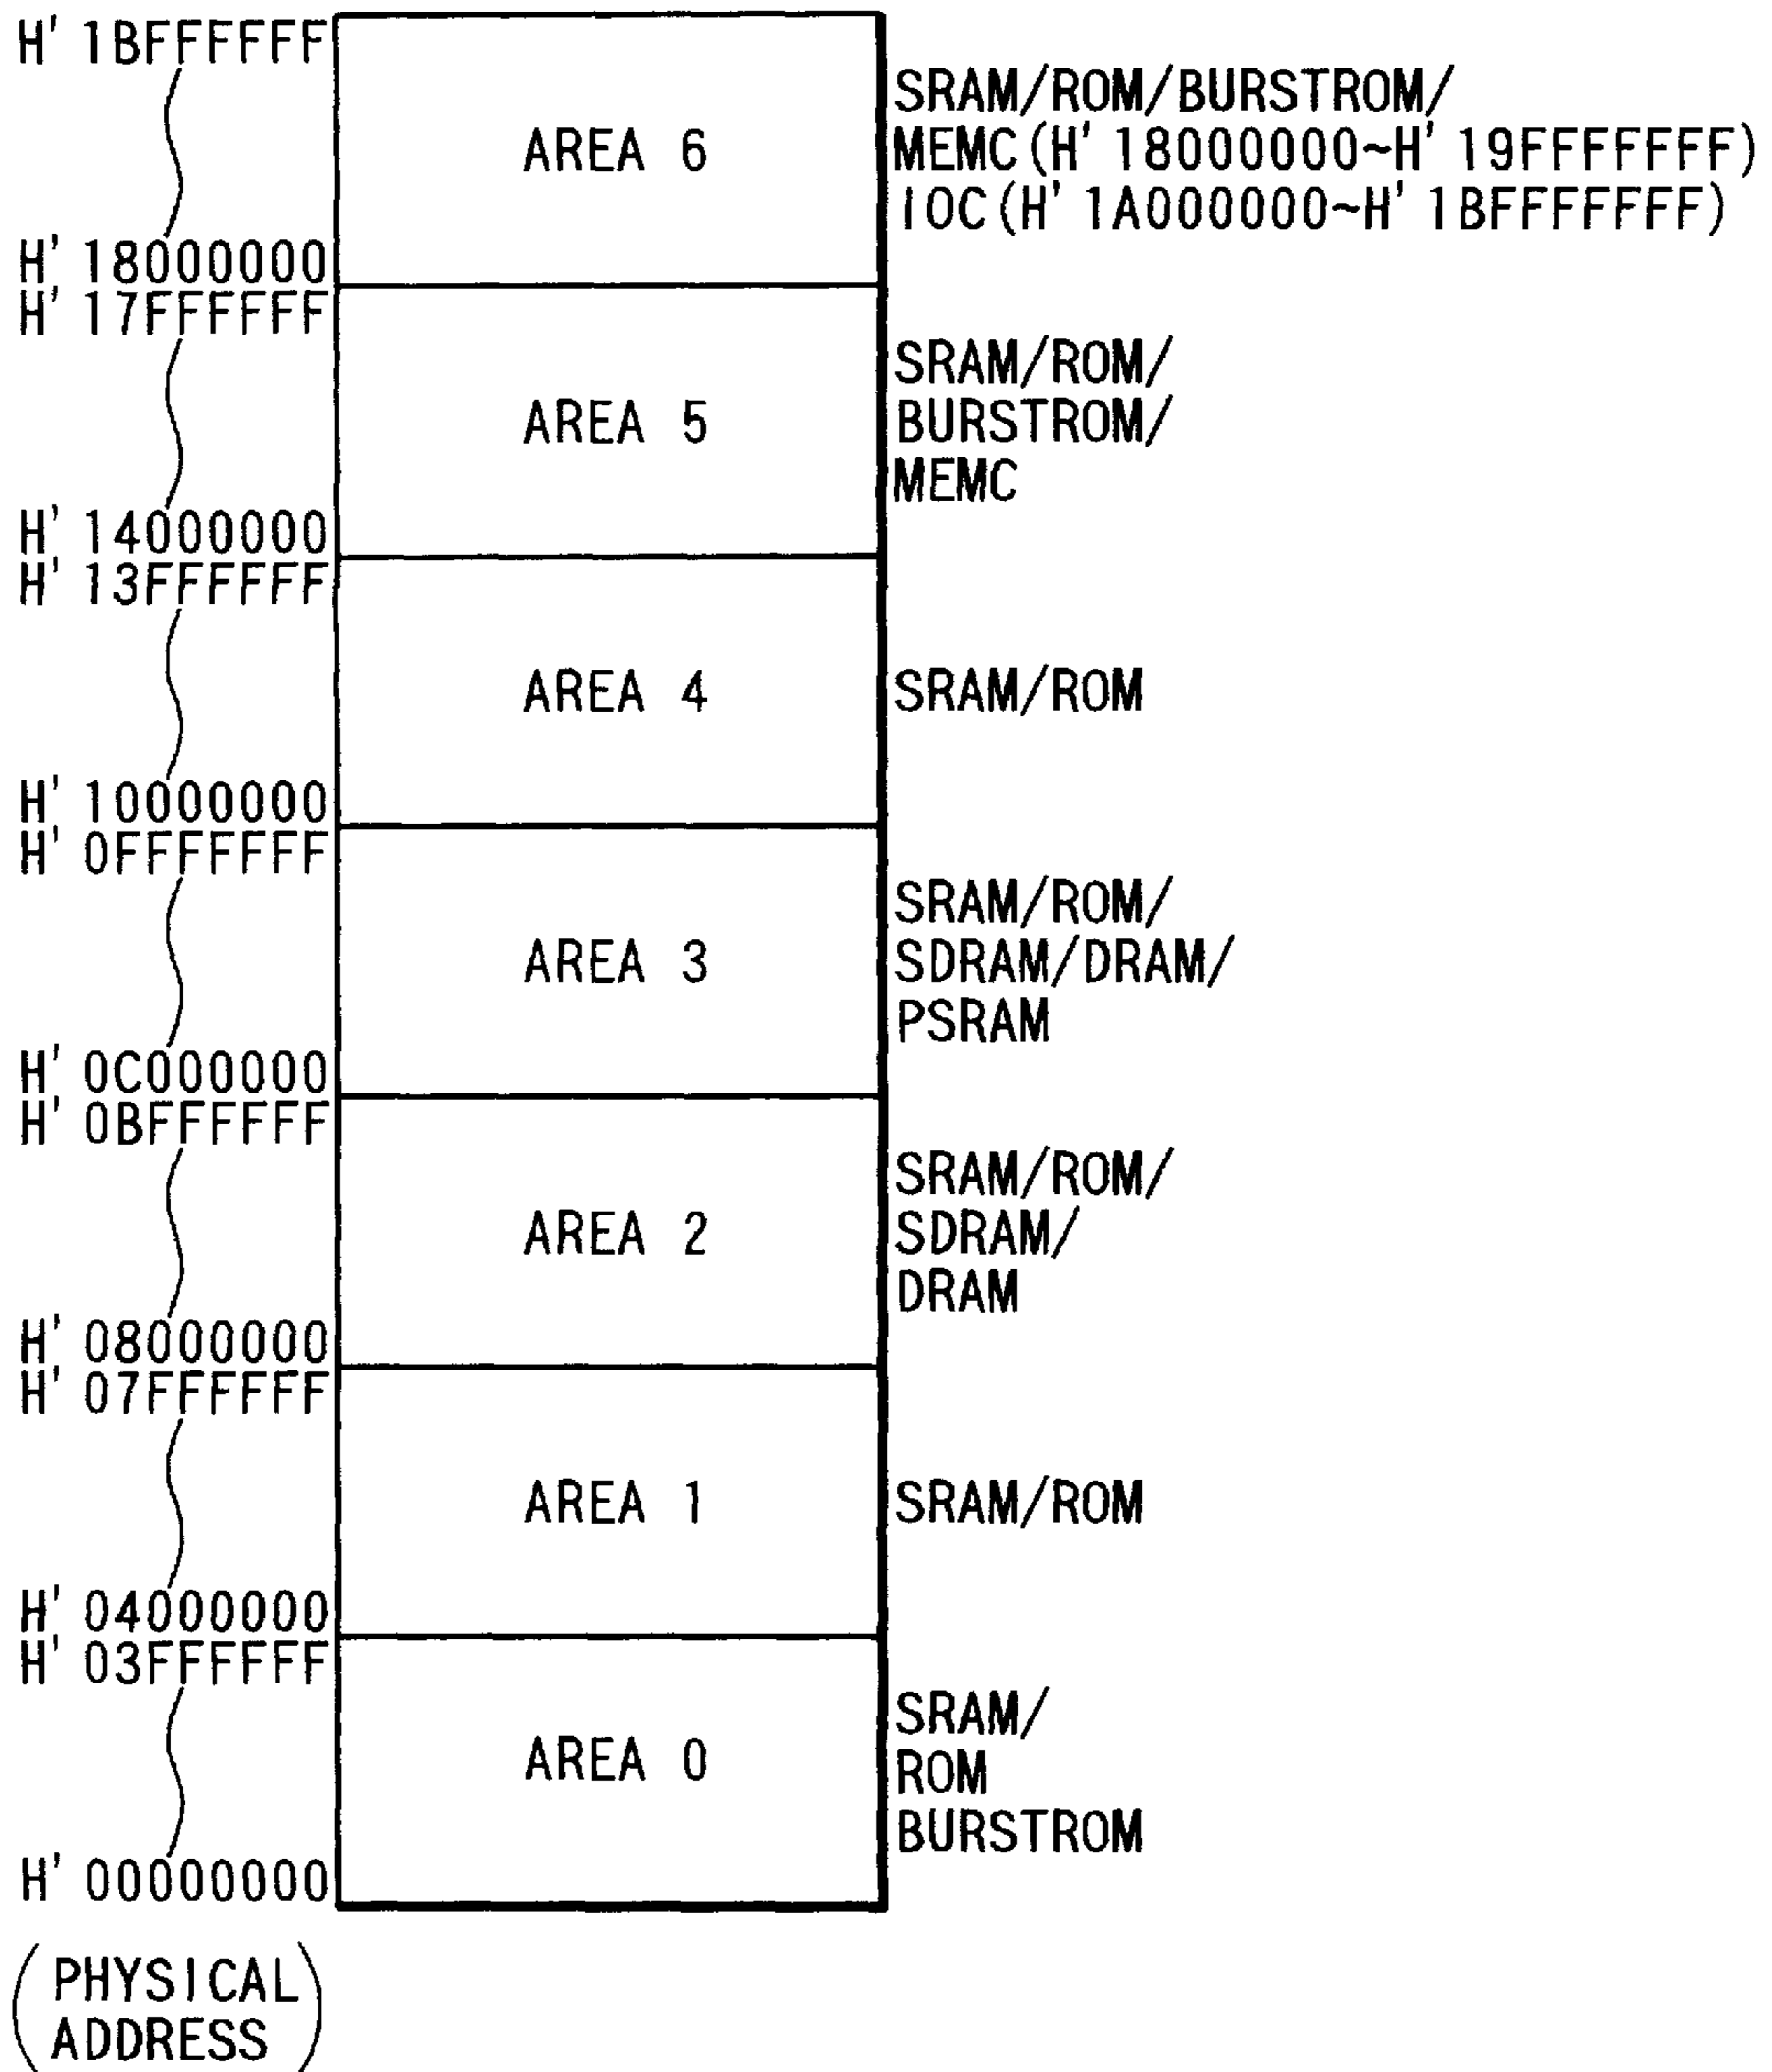 H' 1BFFFFFF
AREA 6
SRAM/ROM/BURSTROM/
MEMC(H' 18000000~H' 19FFFFFFF)
IOC(H' 1A000000~H' 1BFFFFFFF)
H' 18000000
H' 17FFFFFF
AREA 5
SRAM/ROM/
BURSTROM/
MEMC
H' 14000000
H' 13FFFFFF
AREA 4
SRAM/ROM
H' 10000000
H' 0FFFFFFF
AREA 3
SRAM/ROM/
SDRAM/DRAM/
PSRAM
H' 0C000000
H' 0BFFFFFF
AREA 2
SRAM/ROM/
SDRAM/
DRAM
H' 08000000
H' 07FFFFFF
AREA 1
SRAM/ROM
H' 04000000
H' 03FFFFFF
AREA 0
SRAM/
ROM
BURSTROM
H' 00000000
(PHYSICAL
ADDRESS)